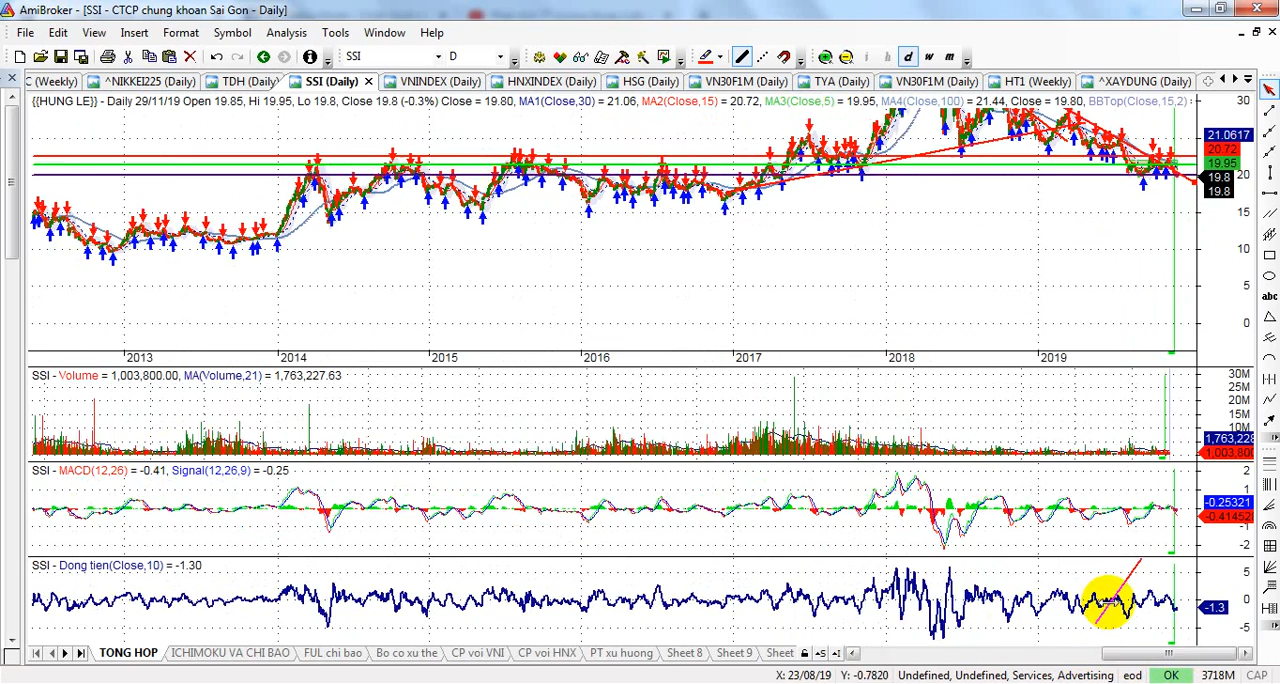 AmiBroker - [SSI - CTCP chung khoan Sai Gon - Daily]
File Edit View Insert Format Symbol Analysis Tools Window Help
SSI D d w m
C (Weekly) ^NIKKEI225 (Daily) TDH (Daily) SSI (Daily) VNINDEX (Daily) HNXINDEX (Daily) HSG (Daily) VN30F1M (Daily) TYA (Daily) VN30F1M (Daily) HT1 (Weekly) ^XAYDUNG (Daily)
{{HUNG LE}} - Daily 29/11/19 Open 19.85, Hi 19.95, Lo 19.8, Close 19.8 (-0.3%) Close = 19.80, MA1(Close,30) = 21.06, MA2(Close,15) = 20.72, MA3(Close,5) = 19.95, MA4(Close,100) = 21.44, Close = 19.80, BBTop(Close,15,2)
30
21.0617
20.72
19.95
20
19.8
19.8
15
10
5
0
2013 2014 2015 2016 2017 2018 2019
SSI - Volume = 1,003,800.00, MA(Volume,21) = 1,763,227.63
30M
25M
20M
15M
1,763,228
1,003,800
SSI - MACD(12,26) = -0.41, Signal(12,26,9) = -0.25
2
1
-0.25321
-0.414528
-1
-2
SSI - Dong tien(Close,10) = -1.30
5
0
-1.3
-5
TONG HOP ICHIMOKU VA CHI BAO FUL chi bao Bo co xu the CP voi VNI CP voi HNX PT xu huong Sheet 8 Sheet 9 Sheet
X: 23/08/19 Y: -0.7820 Undefined, Undefined, Services, Advertising eod OK 3718M CAP
abc